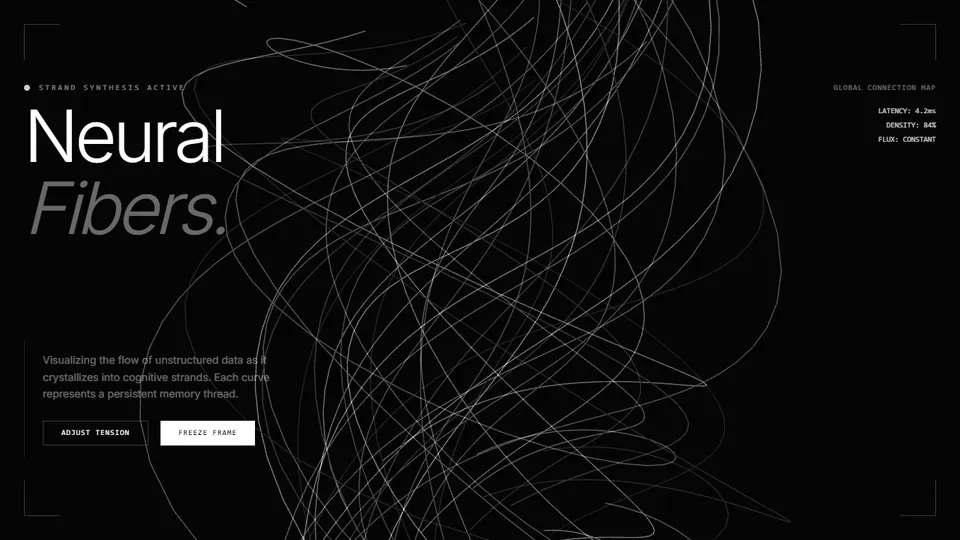 STRAND SYNTHESIS ACTIVE
Neural
Fibers.
GLOBAL CONNECTION MAP
LATENCY: 4.2ms
DENSITY: 84%
FLUX: CONSTANT
Visualizing the flow of unstructured data as it
crystallizes into cognitive strands. Each curve
represents a persistent memory thread.
ADJUST TENSION
FREEZE FRAME